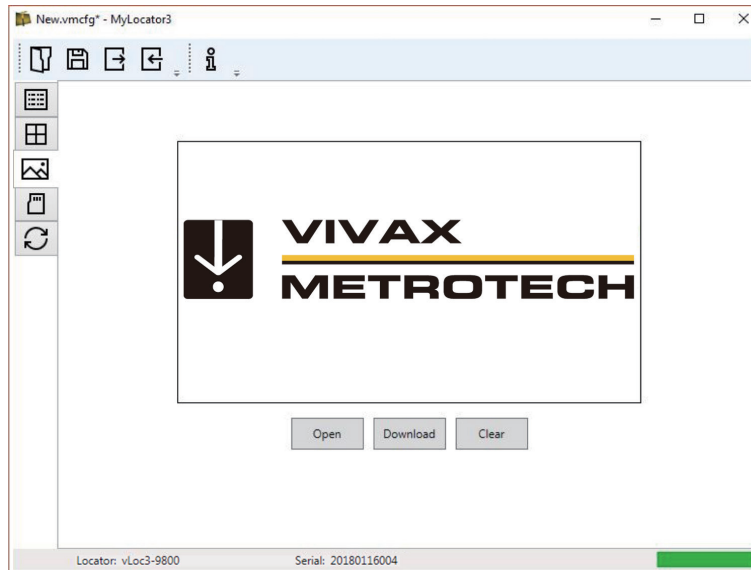 New.vmcfg* - MyLocator3
VIVAX
METROTECH
Open Download Clear
Locator: vLoc3-9800 Serial: 20180116004